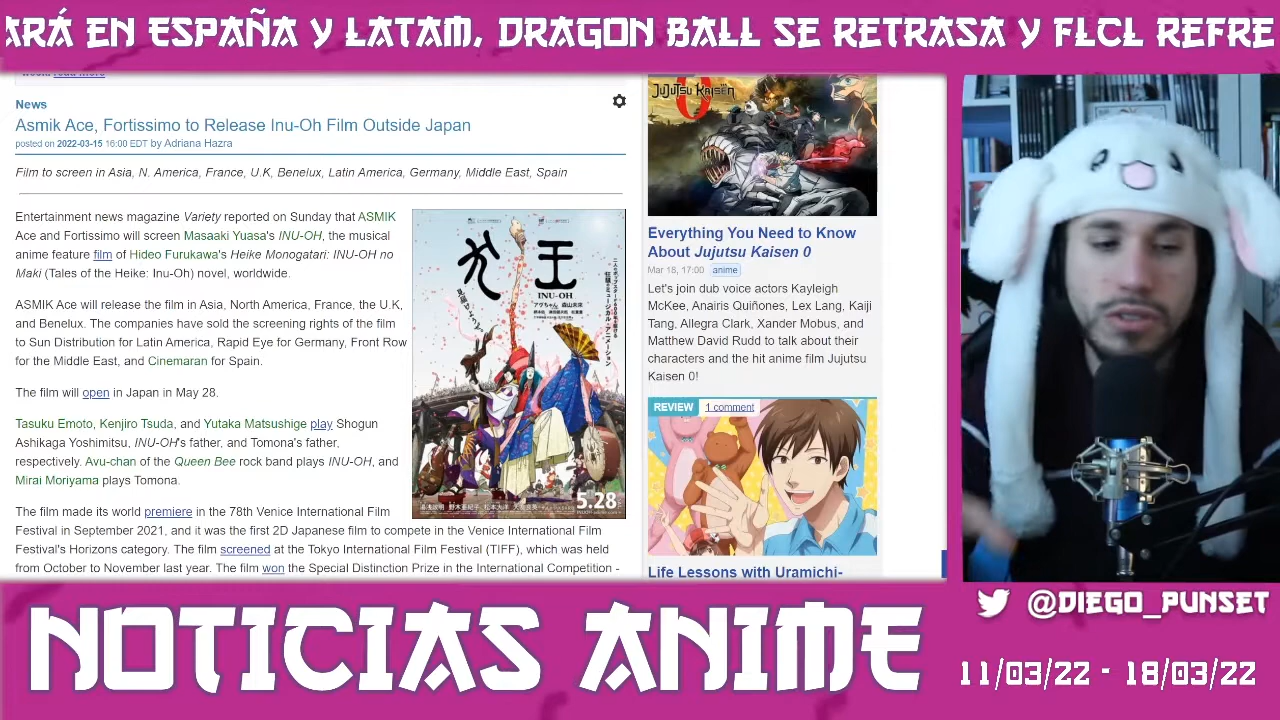 ARÁ EN ESPAÑA Y LATAM, DRAGON BALL SE RETRASA Y FLCL REFRE
would read more
News
Asmik Ace, Fortissimo to Release Inu-Oh Film Outside Japan
posted on 2022-03-15 16:00 EDT by Adriana Hazra
Film to screen in Asia, N. America, France, U.K, Benelux, Latin America, Germany, Middle East, Spain
Entertainment news magazine Variety reported on Sunday that ASMIK
Ace and Fortissimo will screen Masaaki Yuasa's INU-OH, the musical
anime feature film of Hideo Furukawa's Heike Monogatari: INU-OH no
Maki (Tales of the Heike: Inu-Oh) novel, worldwide.
ASMIK Ace will release the film in Asia, North America, France, the U.K,
and Benelux. The companies have sold the screening rights of the film
to Sun Distribution for Latin America, Rapid Eye for Germany, Front Row
for the Middle East, and Cinemaran for Spain.
The film will open in Japan in May 28.
Emoto, Kenjiro Tsuda, and Yutaka Matsushige play Shogun
Ashikaga Yoshimitsu, INU-OH's father, and Tomona's father,
respectively. Avu-chan of the Queen Bee rock band plays INU-OH, and
Mirai Moriyama plays Tomona.
The film made its world premiere in the 78th Venice International Film
Festival in September 2021, and it was the first 2D Japanese film to compete in the Venice International Film
Festival's Horizons category. The film screened at the Tokyo International Film Festival (TIFF), which was held
from October to November last year. The film won the Special Distinction Prize in the International Competition -
犬王
INU-OH
5.28
JUJUTSU KAISEN
0
Everything You Need to Know
About Jujutsu Kaisen 0
Mar 18, 17:00 anime
Let's join dub voice actors Kayleigh
McKee, Anairis Quiñones, Lex Lang, Kaiji
Tang, Allegra Clark, Xander Mobus, and
Matthew David Rudd to talk about their
characters and the hit anime film Jujutsu
Kaisen 0!
REVIEW 1 comment
Life Lessons with Uramichi-
@DIEGO_PUNSET
NOTICIAS ANIME
11/03/22 - 18/03/22